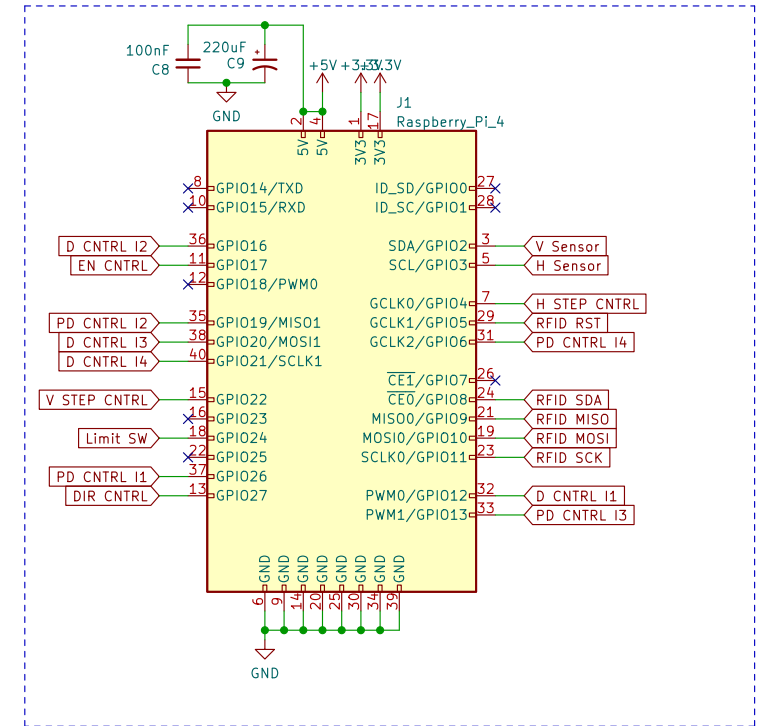 100nF
C8
220uF
C9
+
GND
+5V
+3.3V
+3.3V
J1
Raspberry_Pi_4
2
4
1
17
5V
5V
3V3
3V3
8 GPIO14/TXD
10 GPIO15/RXD
D CNTRL I2 36 GPIO16
EN CNTRL 11 GPIO17
12 GPIO18/PWM0
PD CNTRL I2 35 GPIO19/MISO1
D CNTRL I3 38 GPIO20/MOSI1
D CNTRL I4 40 GPIO21/SCLK1
V STEP CNTRL 15 GPIO22
16 GPIO23
Limit SW 18 GPIO24
22 GPIO25
PD CNTRL I1 37 GPIO26
DIR CNTRL 13 GPIO27
ID_SD/GPIO0 27
ID_SC/GPIO1 28
SDA/GPIO2 3 V Sensor
SCL/GPIO3 5 H Sensor
GCLK0/GPIO4 7 H STEP CNTRL
GCLK1/GPIO5 29 RFID RST
GCLK2/GPIO6 31 PD CNTRL I4
CE1/GPIO7 26
CE0/GPIO8 24 RFID SDA
MISO0/GPIO9 21 RFID MISO
MOSI0/GPIO10 19 RFID MOSI
SCLK0/GPIO11 23 RFID SCK
PWM0/GPIO12 32 D CNTRL I1
PWM1/GPIO13 33 PD CNTRL I3
GND
GND
GND
GND
GND
GND
GND
GND
6
9
14
20
25
30
34
39
GND